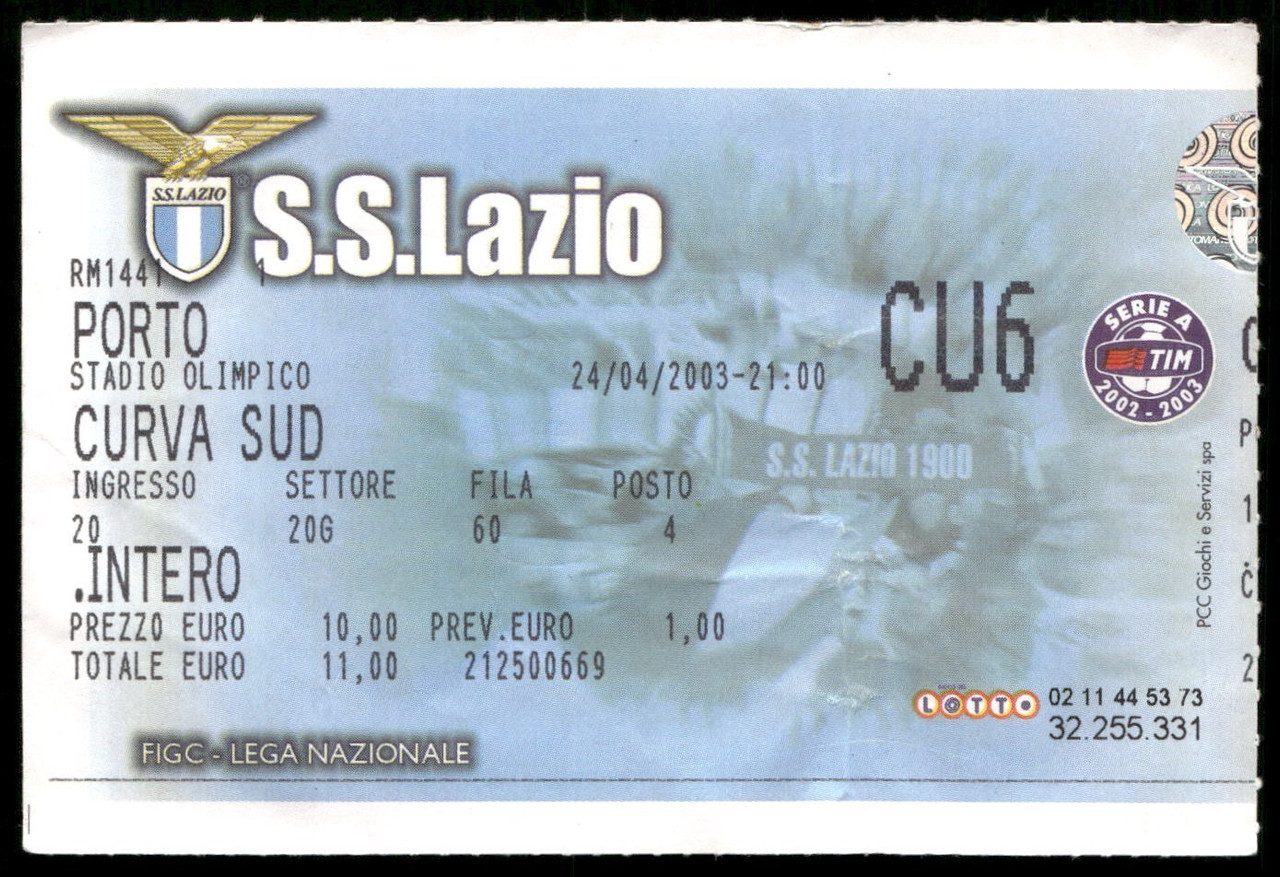 S.S.LAZIO
®
S.S.Lazio
RM1441 1
PORTO
STADIO OLIMPICO 24/04/2003-21:00
CU6
SERIE A
TIM
2002 - 2003
CURVA SUD
S.S. LAZIO 1900
INGRESSO SETTORE FILA POSTO
20 20G 60 4
.INTERO
PREZZO EURO 10,00 PREV.EURO 1,00
TOTALE EURO 11,00 212500669
PCC Giochi e Servizi spa
LOTTO 02 11 44 53 73
32.255.331
FIGC - LEGA NAZIONALE